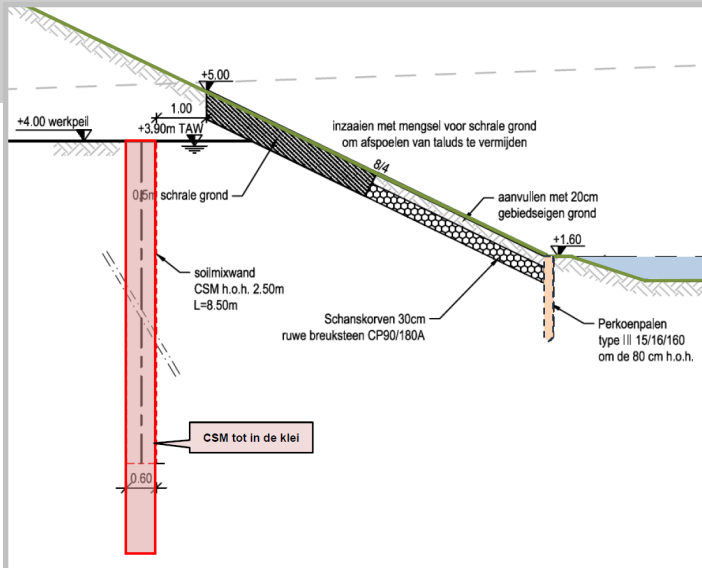 +5.00
1.00
+4.00 werkpeil
+3.90m TAW
inzaaien met mengsel voor schrale grond
om afspoelen van taluds te vermijden
8/4
0,5m schrale grond
aanvullen met 20cm
gebiedseigen grond
+1.60
soilmixwand
CSM h.o.h. 2.50m
L=8.50m
Schanskorven 30cm
ruwe breuksteen CP90/180A
Perkoenpalen
type III 15/16/160
om de 80 cm h.o.h.
CSM tot in de klei
0.60